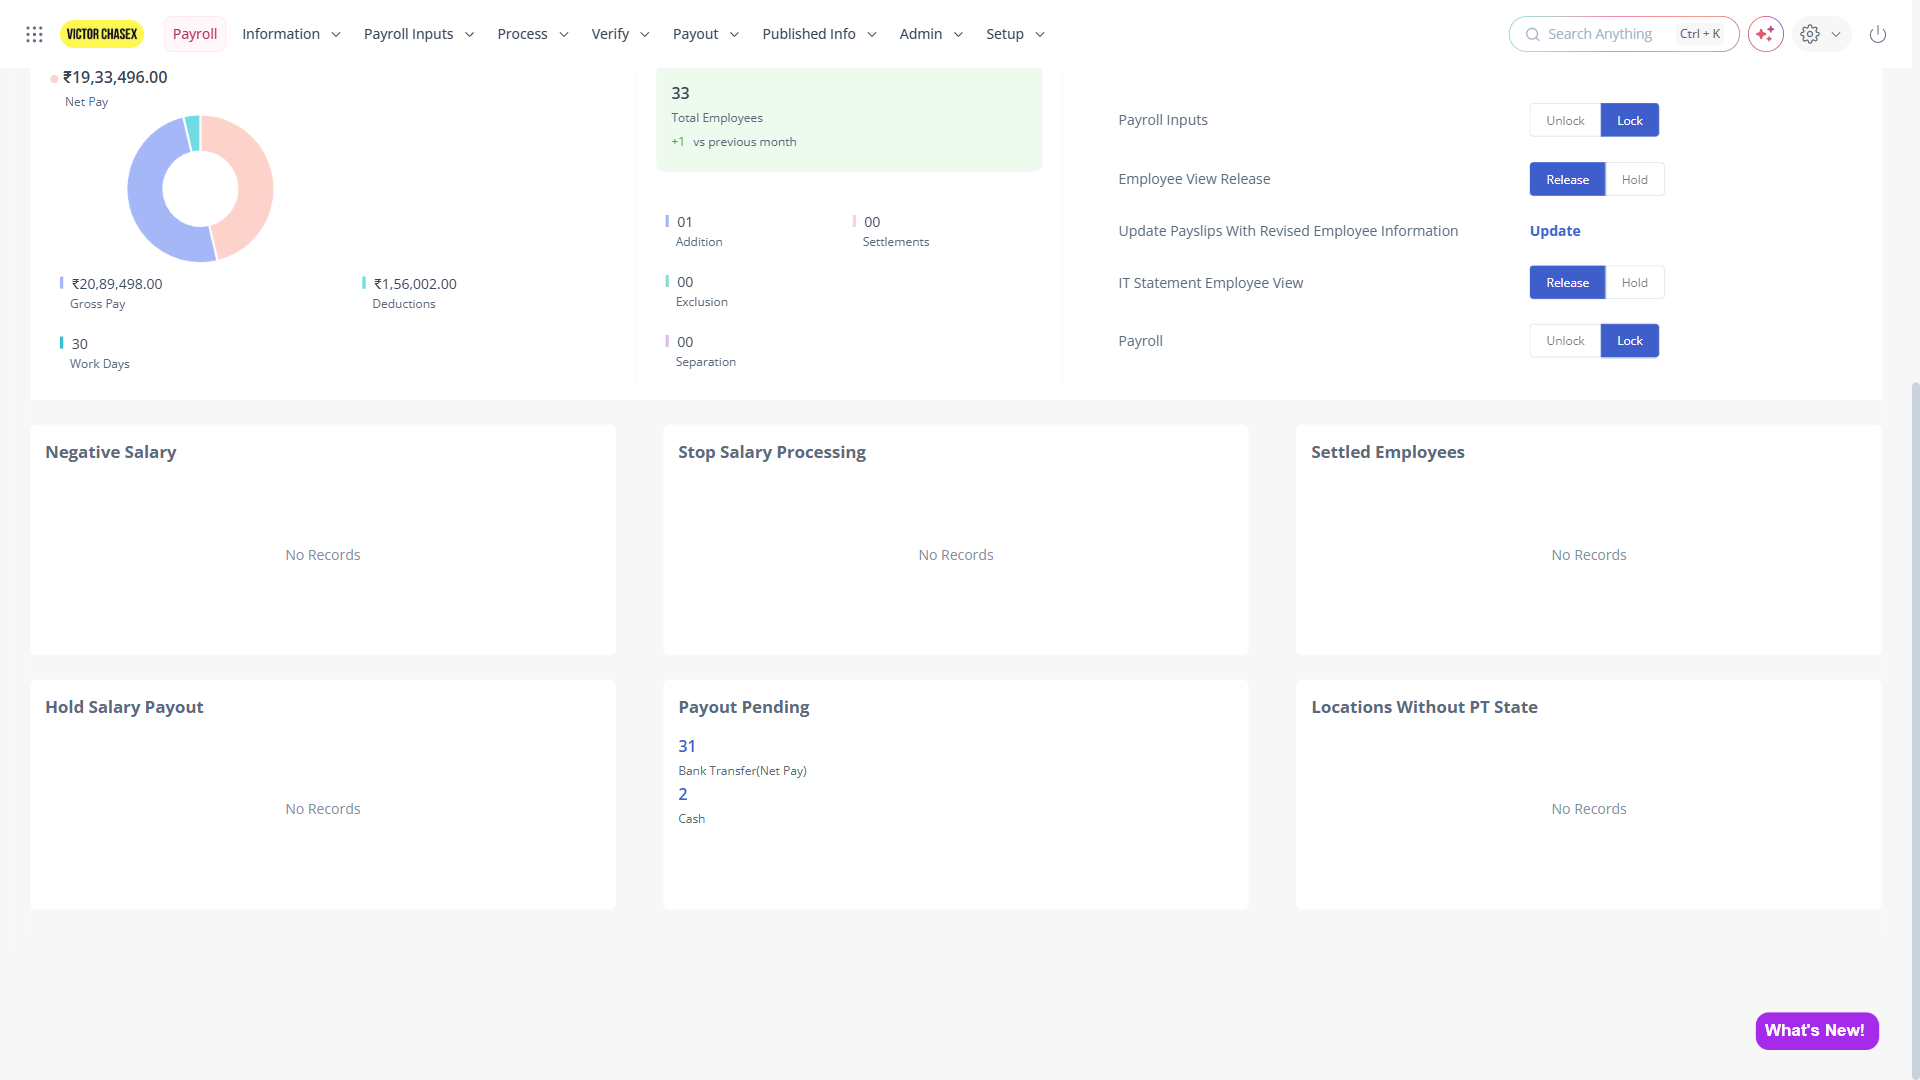 VICTOR CHASEX
Payroll
Information
Payroll Inputs
Process
Verify
Payout
Published Info
Admin
Setup
Search Anything
Ctrl + K
₹19,33,496.00
Net Pay
₹20,89,498.00
Gross Pay
₹1,56,002.00
Deductions
30
Work Days
33
Total Employees
+1 vs previous month
01
Addition
00
Settlements
00
Exclusion
00
Separation
Payroll Inputs
Unlock
Lock
Employee View Release
Release
Hold
Update Payslips With Revised Employee Information
Update
IT Statement Employee View
Release
Hold
Payroll
Unlock
Lock
Negative Salary
No Records
Stop Salary Processing
No Records
Settled Employees
No Records
Hold Salary Payout
No Records
Payout Pending
31
Bank Transfer(Net Pay)
2
Cash
Locations Without PT State
No Records
What's New!